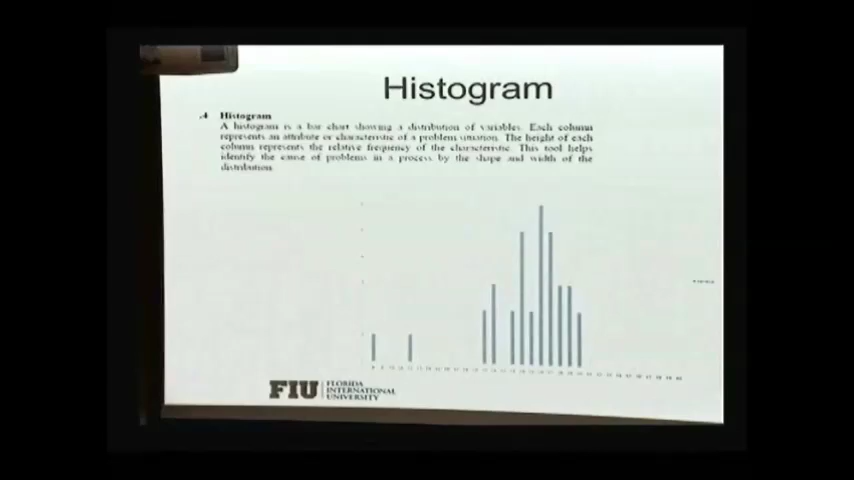 Histogram
.4 Histogram
A histogram is a bar chart showing a distribution of variables. Each column
represents an attribute or characteristic of a problem situation. The height of each
column represents the relative frequency of the characteristic. This tool helps
identify the cause of problems in a process by the shape and width of the
distribution.
FIU
FLORIDA
INTERNATIONAL
UNIVERSITY